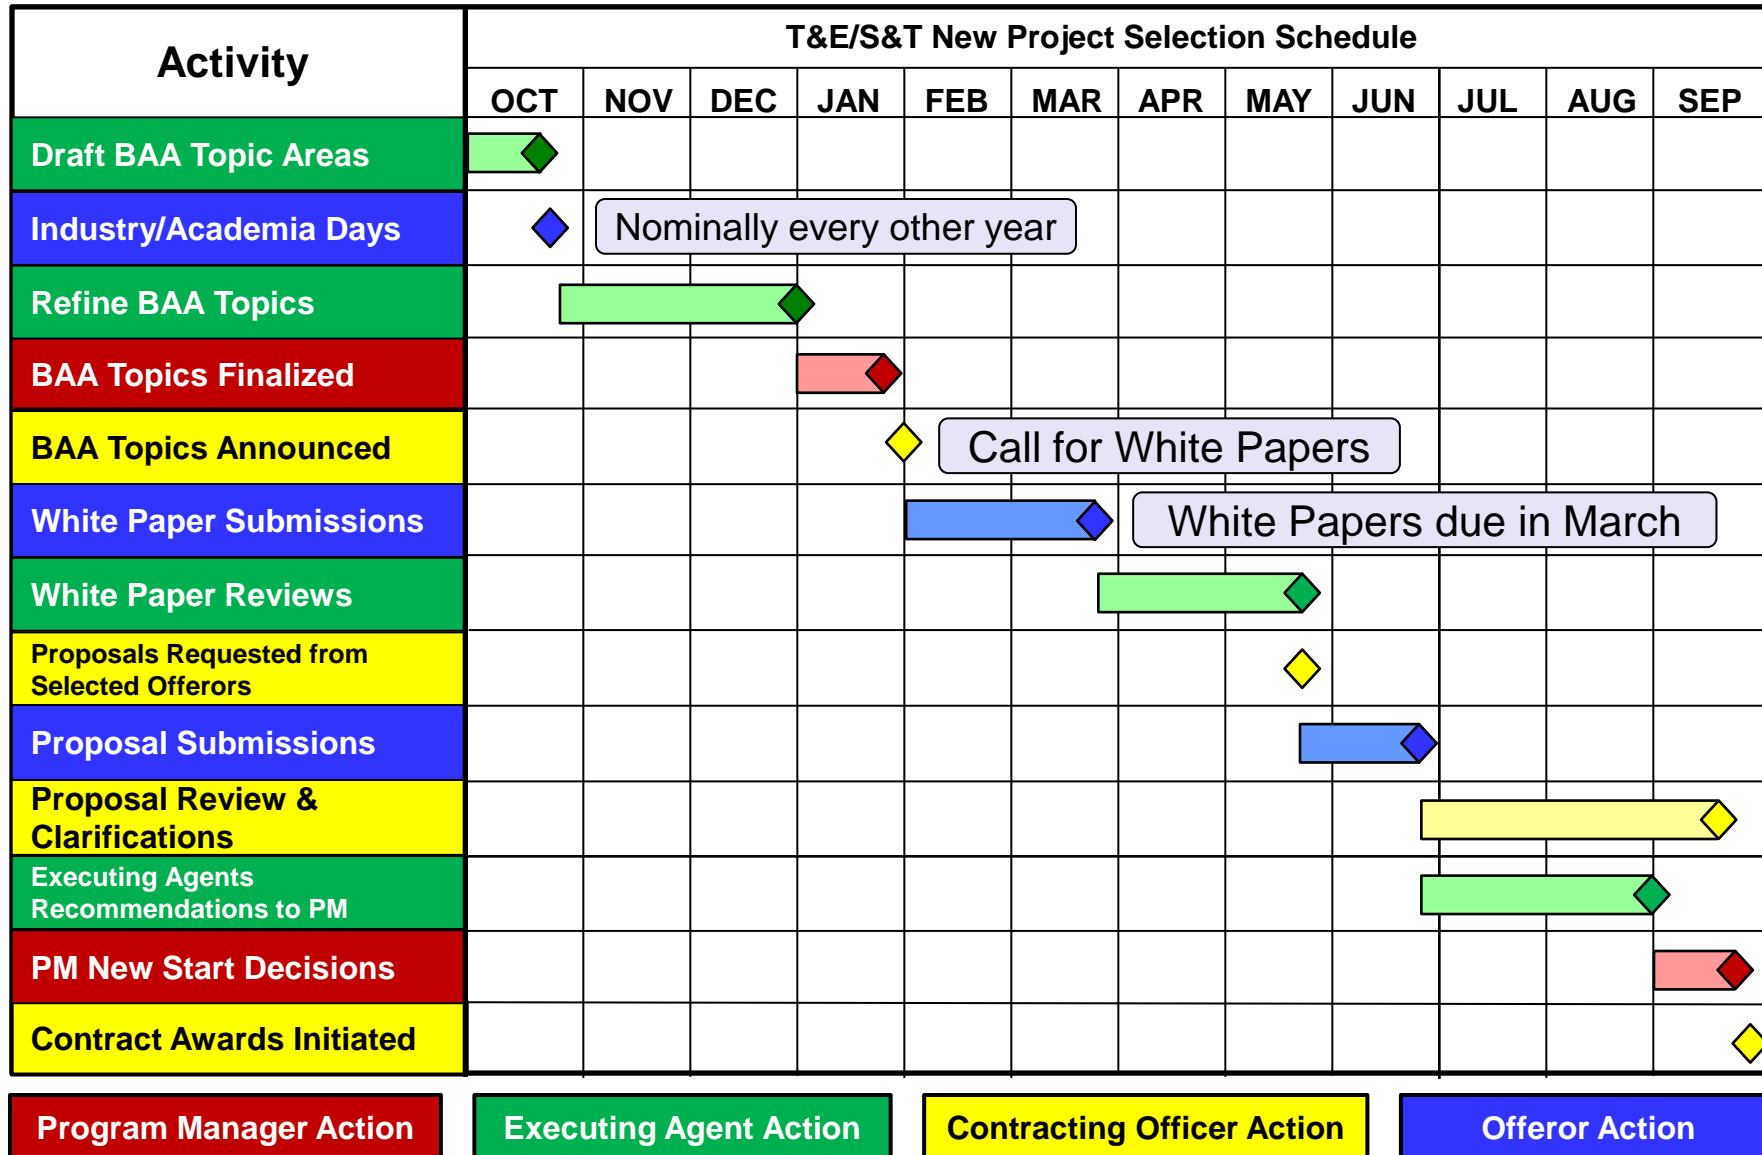 Activity
T&E/S&T New Project Selection Schedule
OCT NOV DEC JAN FEB MAR APR MAY JUN JUL AUG SEP
Draft BAA Topic Areas
Industry/Academia Days
Nominally every other year
Refine BAA Topics
BAA Topics Finalized
BAA Topics Announced
Call for White Papers
White Paper Submissions
White Papers due in March
White Paper Reviews
Proposals Requested from
Selected Offerors
Proposal Submissions
Proposal Review &
Clarifications
Executing Agents
Recommendations to PM
PM New Start Decisions
Contract Awards Initiated
Program Manager Action
Executing Agent Action
Contracting Officer Action
Offeror Action